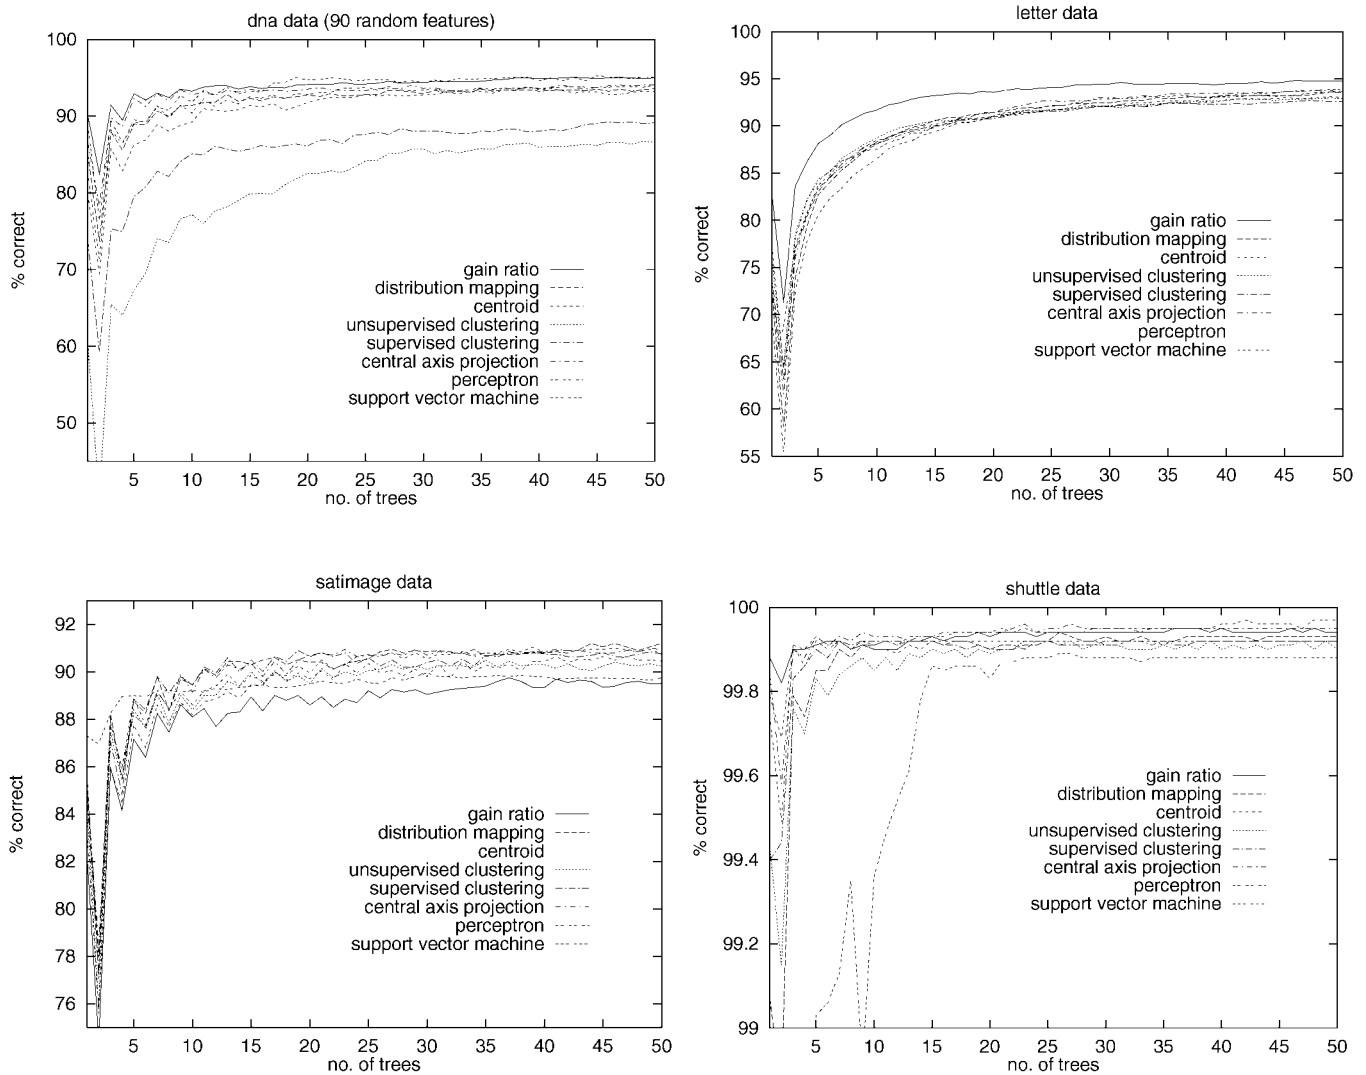 dna data (90 random features)
100
90
80
70
60
50
% correct
gain ratio
distribution mapping
centroid
unsupervised clustering
supervised clustering
central axis projection
perceptron
support vector machine
5 10 15 20 25 30 35 40 45 50
no. of trees
letter data
100
95
90
85
80
75
70
65
60
55
% correct
gain ratio
distribution mapping
centroid
unsupervised clustering
supervised clustering
central axis projection
perceptron
support vector machine
5 10 15 20 25 30 35 40 45 50
no. of trees
satimage data
92
90
88
86
84
82
80
78
76
% correct
gain ratio
distribution mapping
centroid
unsupervised clustering
supervised clustering
central axis projection
perceptron
support vector machine
5 10 15 20 25 30 35 40 45 50
no. of trees
shuttle data
100
99.8
99.6
99.4
99.2
99
% correct
gain ratio
distribution mapping
centroid
unsupervised clustering
supervised clustering
central axis projection
perceptron
support vector machine
5 10 15 20 25 30 35 40 45 50
no. of trees